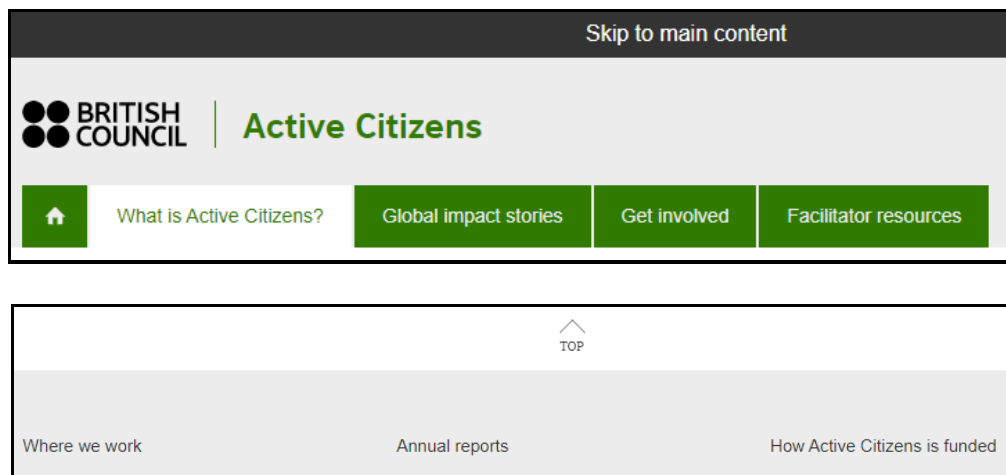 Skip to main content
BRITISH
COUNCIL
Active Citizens
What is Active Citizens? Global impact stories Get involved Facilitator resources
TOP
Where we work Annual reports How Active Citizens is funded